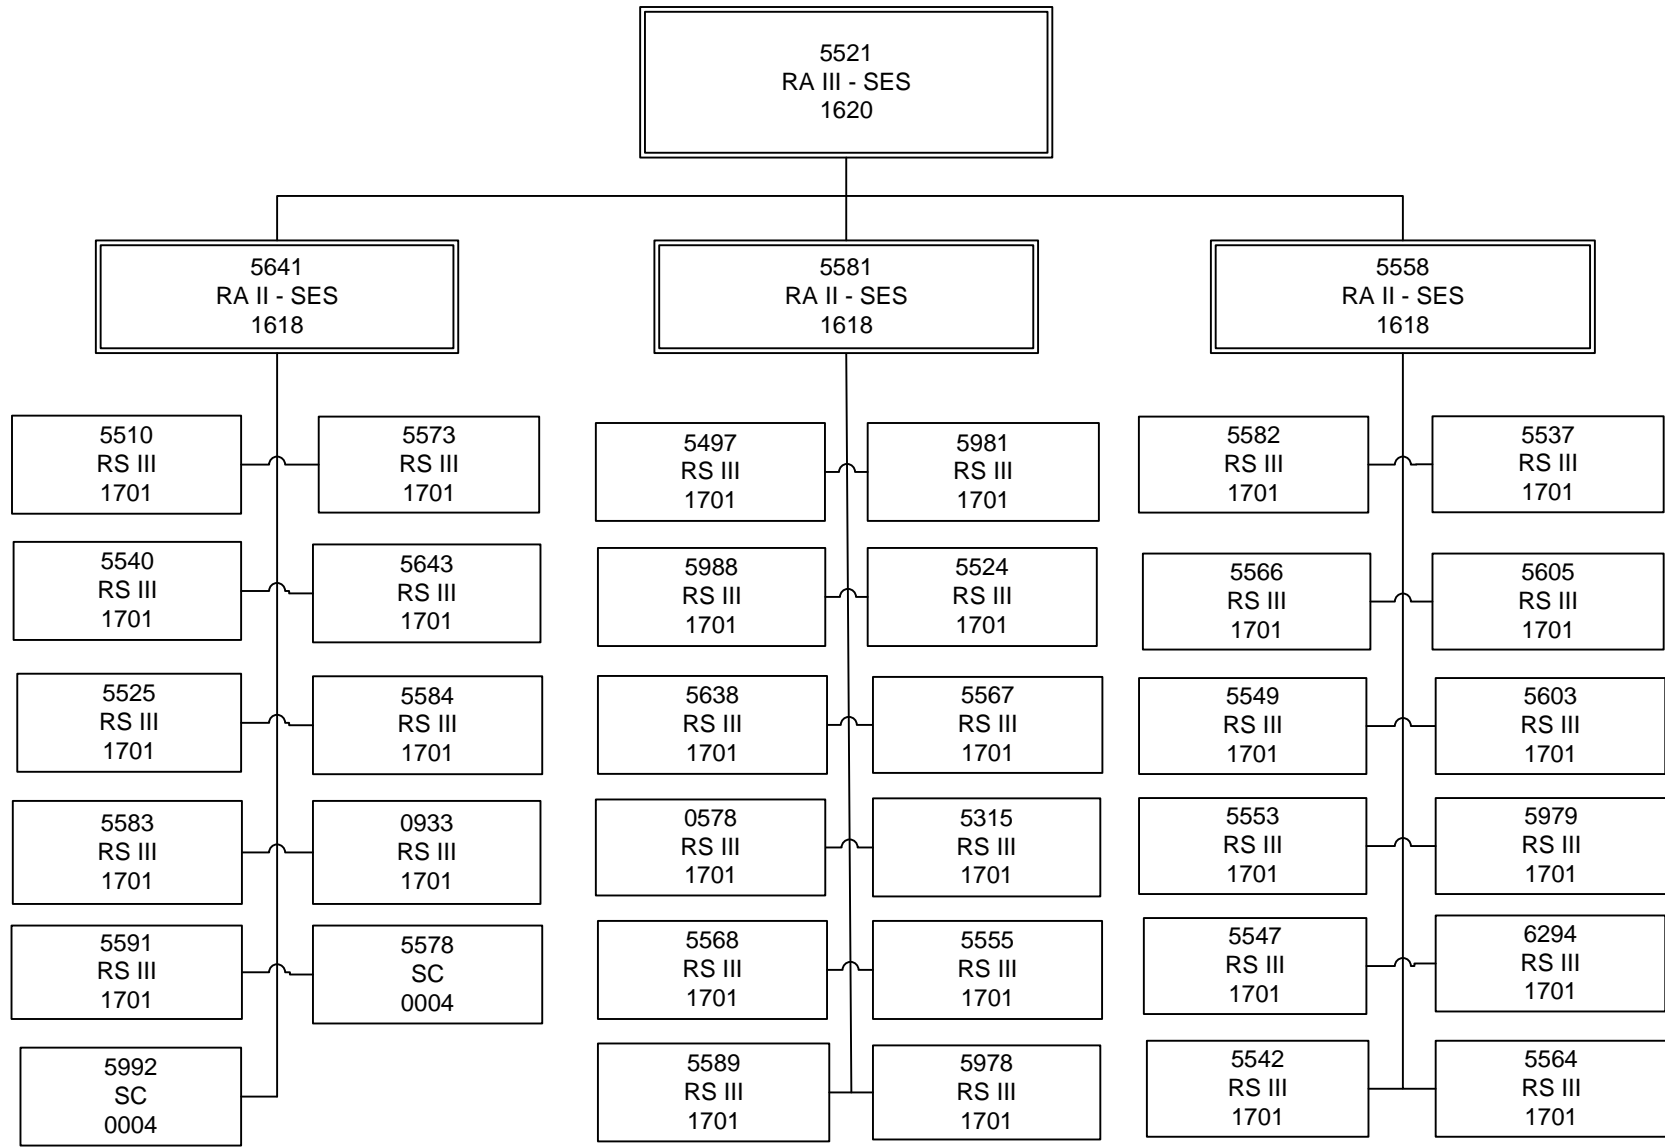 5521
RA III - SES
1620
5641
RA II - SES
1618
5581
RA II - SES
1618
5558
RA II - SES
1618
5510
RS III
1701
5573
RS III
1701
5540
RS III
1701
5643
RS III
1701
5525
RS III
1701
5584
RS III
1701
5583
RS III
1701
0933
RS III
1701
5591
RS III
1701
5578
SC
0004
5992
SC
0004
5497
RS III
1701
5981
RS III
1701
5988
RS III
1701
5524
RS III
1701
5638
RS III
1701
5567
RS III
1701
0578
RS III
1701
5315
RS III
1701
5568
RS III
1701
5555
RS III
1701
5589
RS III
1701
5978
RS III
1701
5582
RS III
1701
5537
RS III
1701
5566
RS III
1701
5605
RS III
1701
5549
RS III
1701
5603
RS III
1701
5553
RS III
1701
5979
RS III
1701
5547
RS III
1701
6294
RS III
1701
5542
RS III
1701
5564
RS III
1701